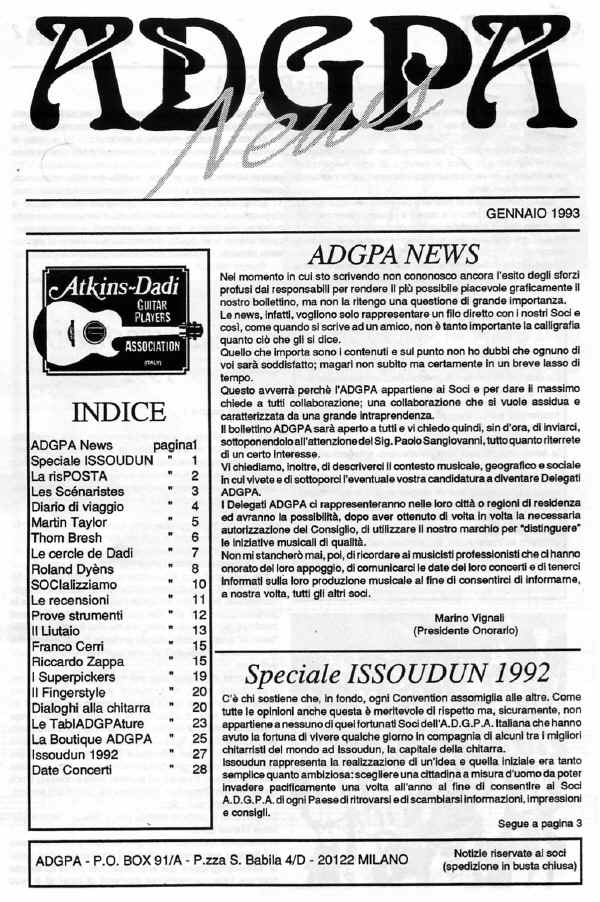 ADGPA
News
GENNAIO 1993
Atkins-Dadi
GUITAR
PLAYERS
ASSOCIATION
(ITALY)
INDICE
ADGPA News pagina1
Speciale ISSOUDUN " 1
La risPOSTA " 2
Les Scénaristes " 3
Diario di viaggio " 4
Martin Taylor " 5
Thom Bresh " 6
Le cercle de Dadi " 7
Roland Dyèns " 8
SOCIalizziamo " 10
Le recensioni " 11
Prove strumenti " 12
Il Liutaio " 13
Franco Cerri " 15
Riccardo Zappa " 15
I Superpickers " 19
Il Fingerstyle " 20
Dialoghi alla chitarra " 20
Le TablADGPAture " 23
La Boutique ADGPA " 25
Issoudun 1992 " 27
Date Concerti " 28
ADGPA NEWS
Nel momento in cui sto scrivendo non cononosco ancora l'esito degli sforzi
profusi dai responsabili per rendere il più possibile piacevole graficamente il
nostro bollettino, ma non la ritengo una questione di grande importanza.
Le news, infatti, vogliono solo rappresentare un filo diretto con i nostri Soci e
così, come quando si scrive ad un amico, non è tanto importante la calligrafia
quanto ciò che gli si dice.
Quello che importa sono i contenuti e sul punto non ho dubbi che ognuno di
voi sarà soddisfatto; magari non subito ma certamente in un breve lasso di
tempo.
Questo avverrà perchè l'ADGPA appartiene ai Soci e per dare il massimo
chiede a tutti collaborazione; una collaborazione che si vuole assidua e
caratterizzata da una grande intraprendenza.
Il bollettino ADGPA sarà aperto a tutti e vi chiedo quindi, sin d'ora, di inviarci,
sottoponendolo all'attenzione del Sig. Paolo Sangiovanni, tutto quanto riterrete
di un certo interesse.
Vi chiediamo, inoltre, di descriverci il contesto musicale, geografico e sociale
in cui vivete e di sottoporci l'eventuale vostra candidatura a diventare Delegati
ADGPA.
I Delegati ADGPA ci rappresenteranno nelle loro città o regioni di residenza
ed avranno la possibilità, dopo aver ottenuto di volta in volta la necessaria
autorizzazione del Consiglio, di utilizzare il nostro marchio per "distinguere"
le iniziative musicali di qualità.
Non mi stancherò mai, poi, di ricordare ai musicisti professionisti che ci hanno
onorato del loro appoggio, di comunicarci le date dei loro concerti e di tenerci
informati sulla loro produzione musicale al fine di consentirci di informarne,
a nostra volta, tutti gli altri soci.
Marino Vignali
(Presidente Onorario)
Speciale ISSOUDUN 1992
C'è chi sostiene che, in fondo, ogni Convention assomiglia alle altre. Come
tutte le opinioni anche questa è meritevole di rispetto ma, sicuramente, non
appartiene a nessuno di quei fortunati Soci dell'A.D.G.P.A. Italiana che hanno
avuto la fortuna di vivere qualche giorno in compagnia di alcuni tra i migliori
chitarristi del mondo ad Issoudun, la capitale della chitarra.
Issoudun rappresenta la realizzazione di un'idea e quella iniziale era tanto
semplice quanto ambiziosa: scegliere una cittadina a misura d'uomo da poter
invadere pacificamente una volta all'anno al fine di consentire ai Soci
A.D.G.P.A. di ogni Paese di ritrovarsi e di scambiarsi informazioni, impressioni
e consigli.
Segue a pagina 3
ADGPA - P.O. BOX 91/A - P.zza S. Babila 4/D - 20122 MILANO
Notizie riservate ai soci
(spedizione in busta chiusa)